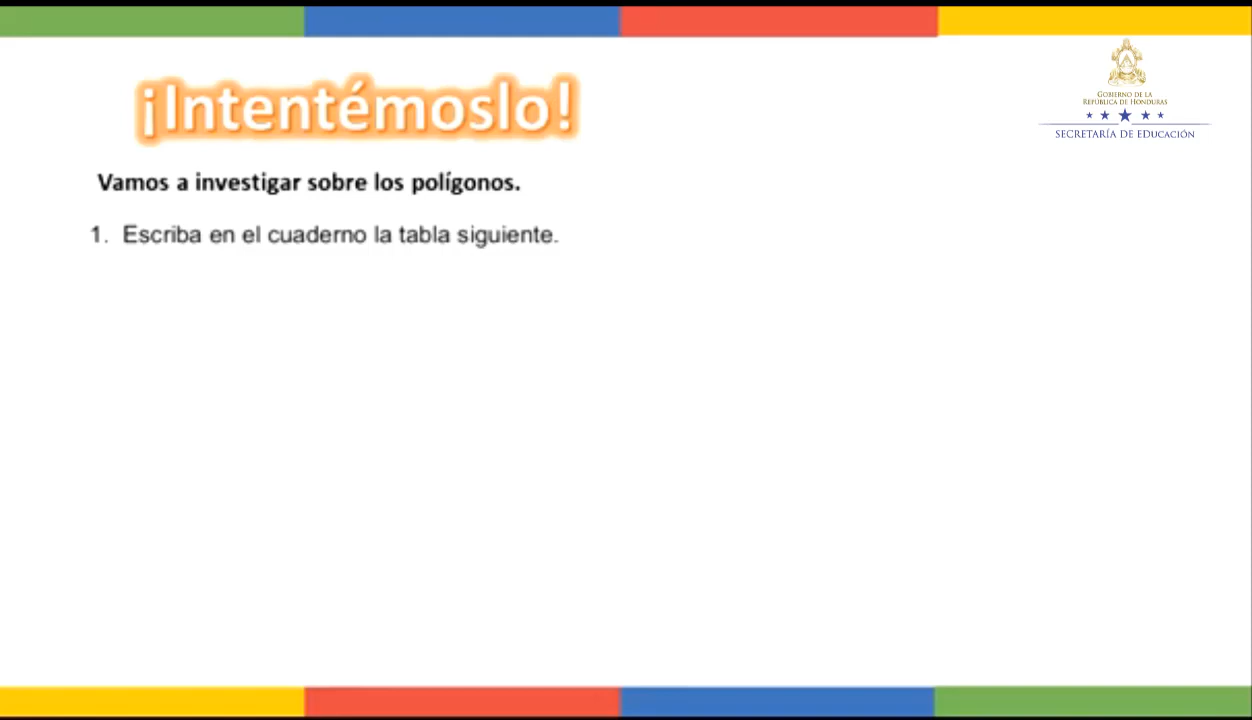 ¡Intentémoslo!
GOBIERNO DE LA
REPÚBLICA DE HONDURAS
SECRETARÍA DE EDUCACIÓN
Vamos a investigar sobre los polígonos.
1. Escriba en el cuaderno la tabla siguiente.